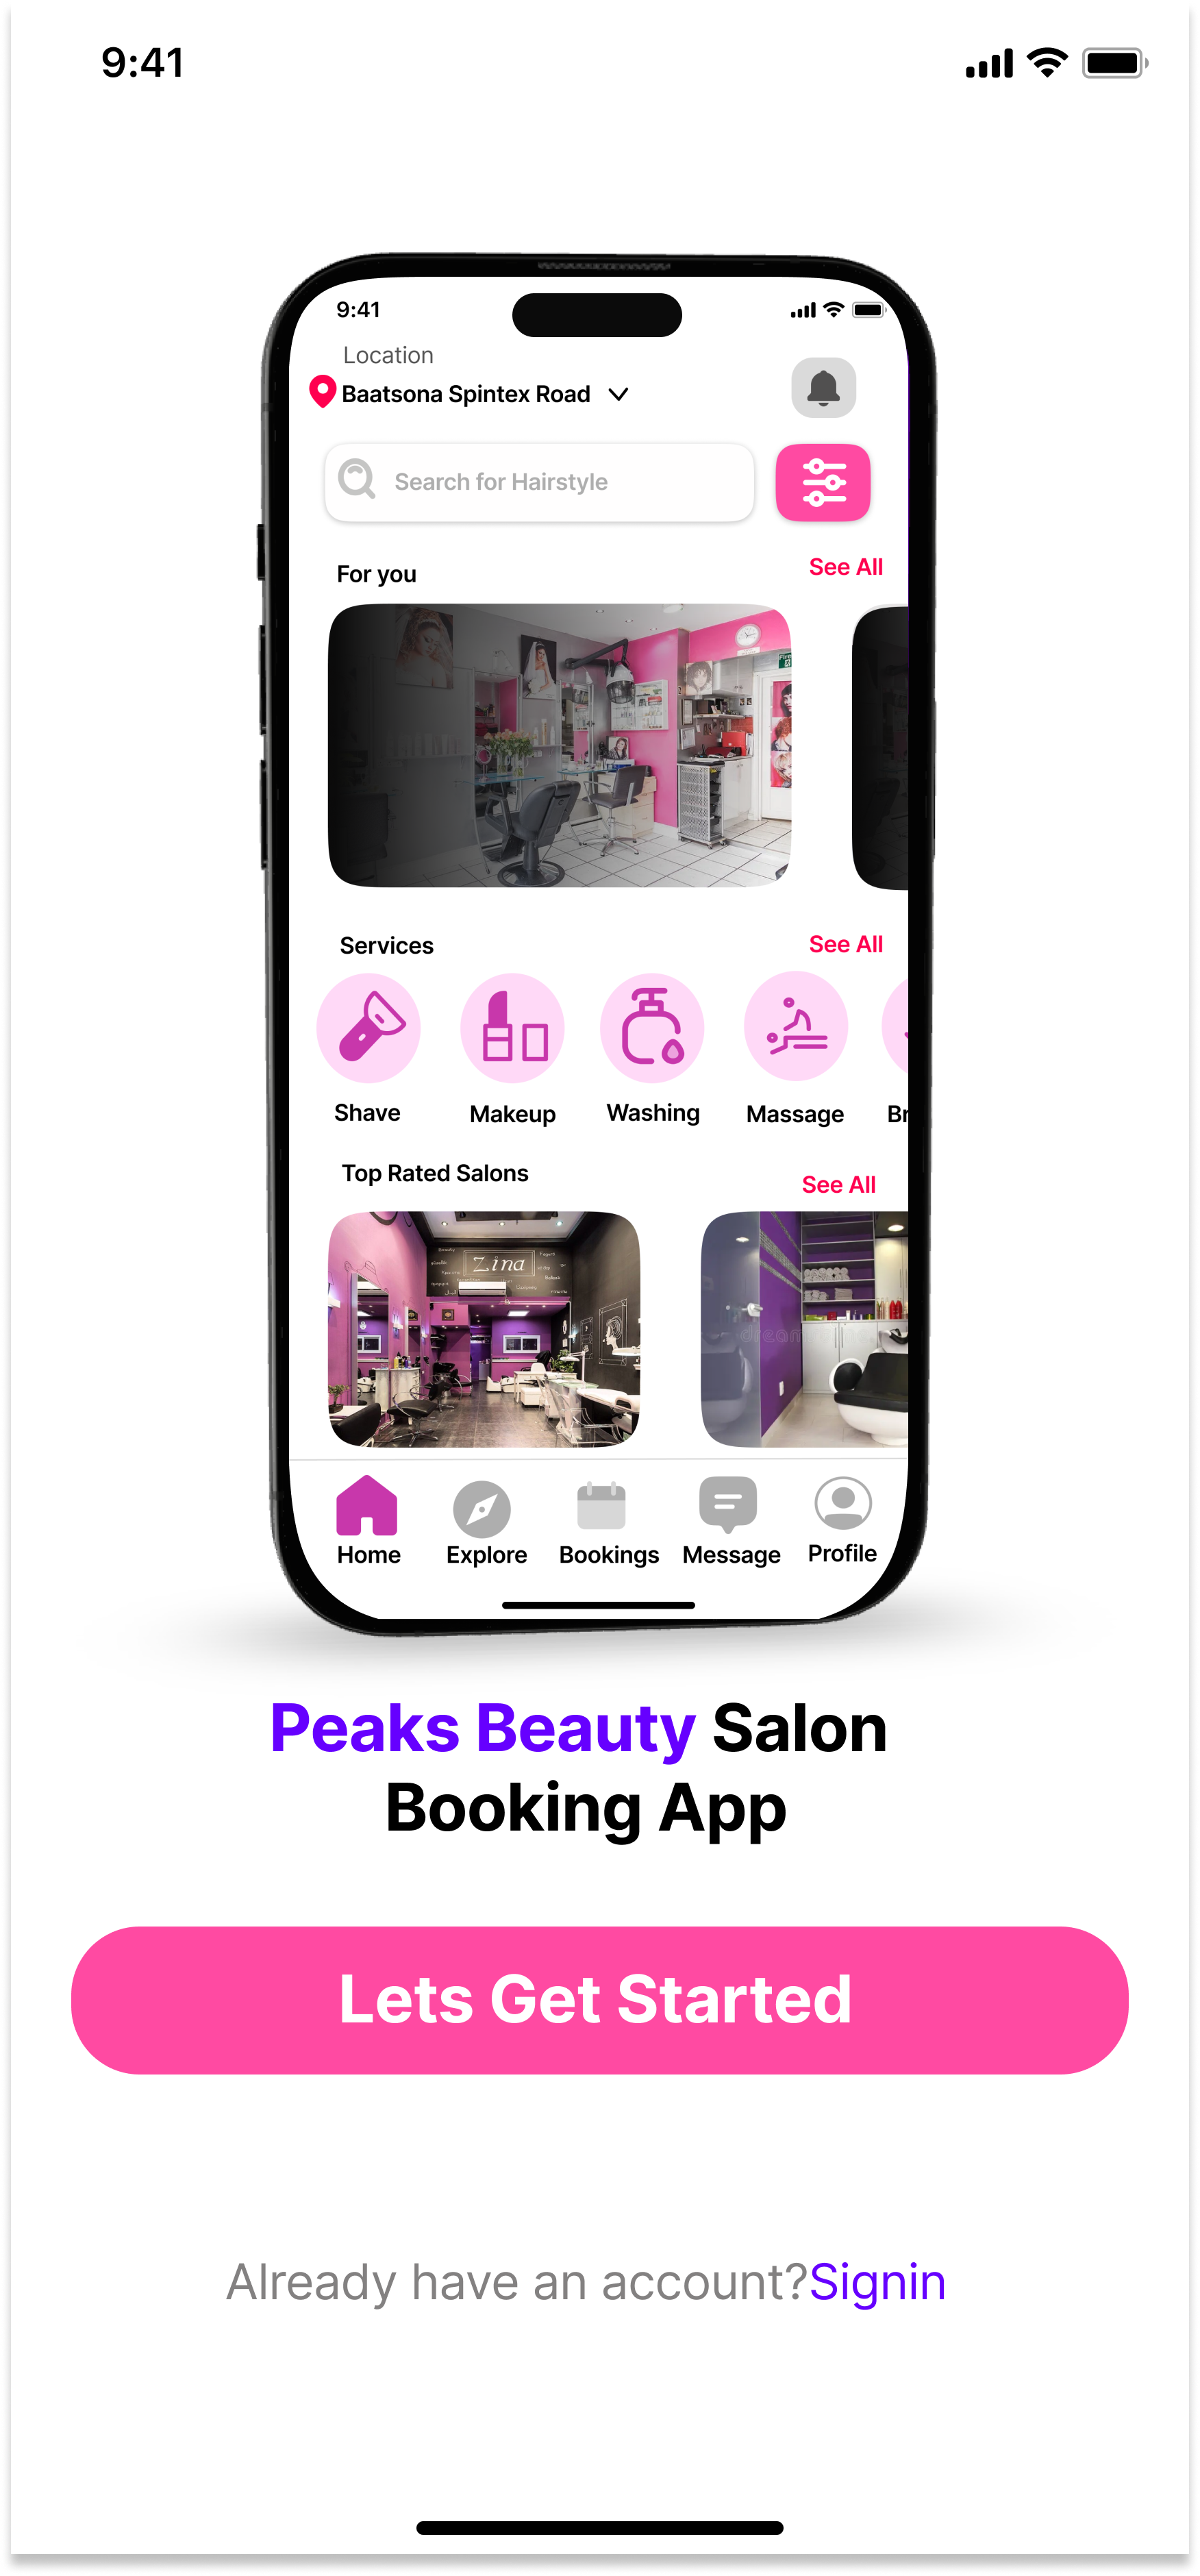 9:41
9:41
Location
Baatsona Spintex Road
Search for Hairstyle
For you
See All
Services
See All
Shave
Makeup
Washing
Massage
Br
Top Rated Salons
See All
Zina
Home
Explore
Bookings
Message
Profile
Peaks Beauty Salon
Booking App
Lets Get Started
Already have an account?Signin